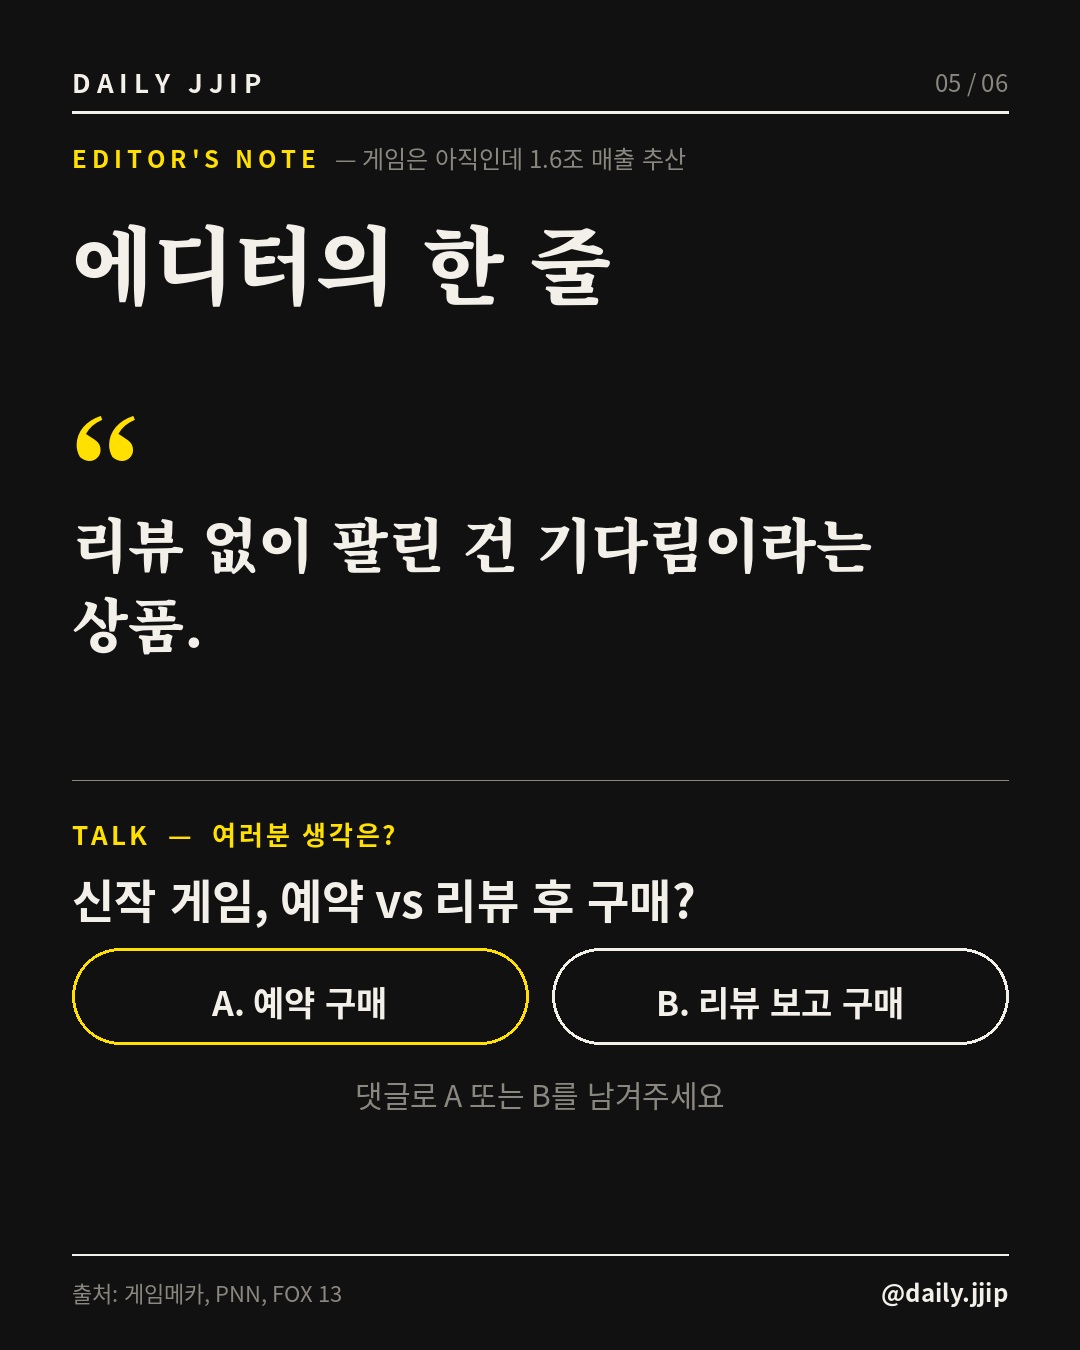 DAILY JJIP
05 / 06
EDITOR'S NOTE — 게임은 아직인데 1.6조 매출 추산
에디터의 한 줄
“
리뷰 없이 팔린 건 기다림이라는
상품.
TALK — 여러분 생각은?
신작 게임, 예약 vs 리뷰 후 구매?
A. 예약 구매
B. 리뷰 보고 구매
댓글로 A 또는 B를 남겨주세요
출처: 게임메카, PNN, FOX 13
@daily.jjip